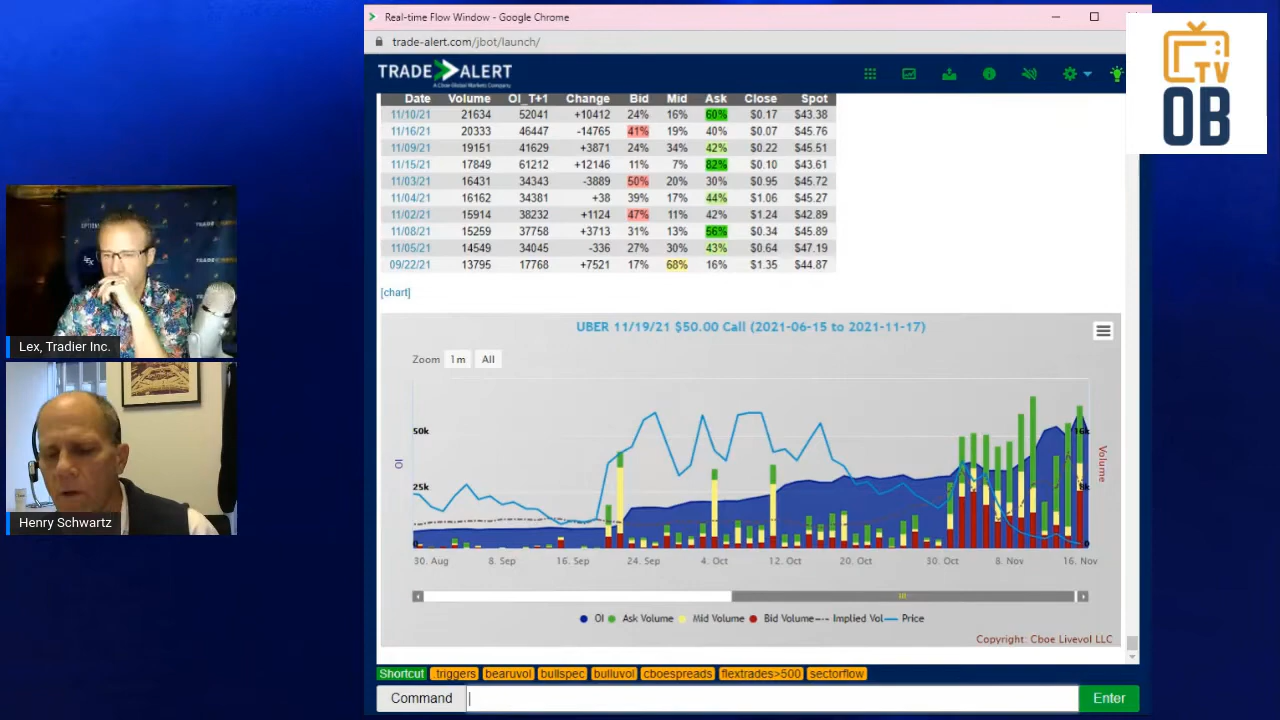 Real-time Flow Window - Google Chrome
trade-alert.com/jbot/launch/
TRADE ALERT
A Cboe Global Markets Company
TV
OB
Date Volume OI_T+1 Change Bid Mid Ask Close Spot
11/10/21 21634 52041 +10412 24% 16% 60% $0.17 $43.38
11/16/21 20333 46447 -14765 41% 19% 40% $0.07 $45.76
11/09/21 19151 41629 +3871 24% 34% 42% $0.22 $45.51
11/15/21 17849 61212 +12146 11% 7% 82% $0.10 $43.61
11/03/21 16431 34343 -3889 50% 20% 30% $0.95 $45.72
11/04/21 16162 34381 +38 39% 17% 44% $1.06 $45.27
11/02/21 15914 38232 +1124 47% 11% 42% $1.24 $42.89
11/08/21 15259 37758 +3713 31% 13% 56% $0.34 $45.89
11/05/21 14549 34045 -336 27% 30% 43% $0.64 $47.19
09/22/21 13795 17768 +7521 17% 68% 16% $1.35 $44.87
[chart]
UBER 11/19/21 $50.00 Call (2021-06-15 to 2021-11-17)
Zoom 1m All
50k 16k
25k 8k
0 0
OI
Volume
30. Aug 8. Sep 16. Sep 24. Sep 4. Oct 12. Oct 20. Oct 30. Oct 8. Nov 16. Nov
OI Ask Volume Mid Volume Bid Volume Implied Vol Price
Copyright: Cboe Livevol LLC
Shortcut triggers bearuvol bullspec bulluvol cboespreads flextrades>500 sectorflow
Command Enter
Lex, Tradier Inc.
Henry Schwartz